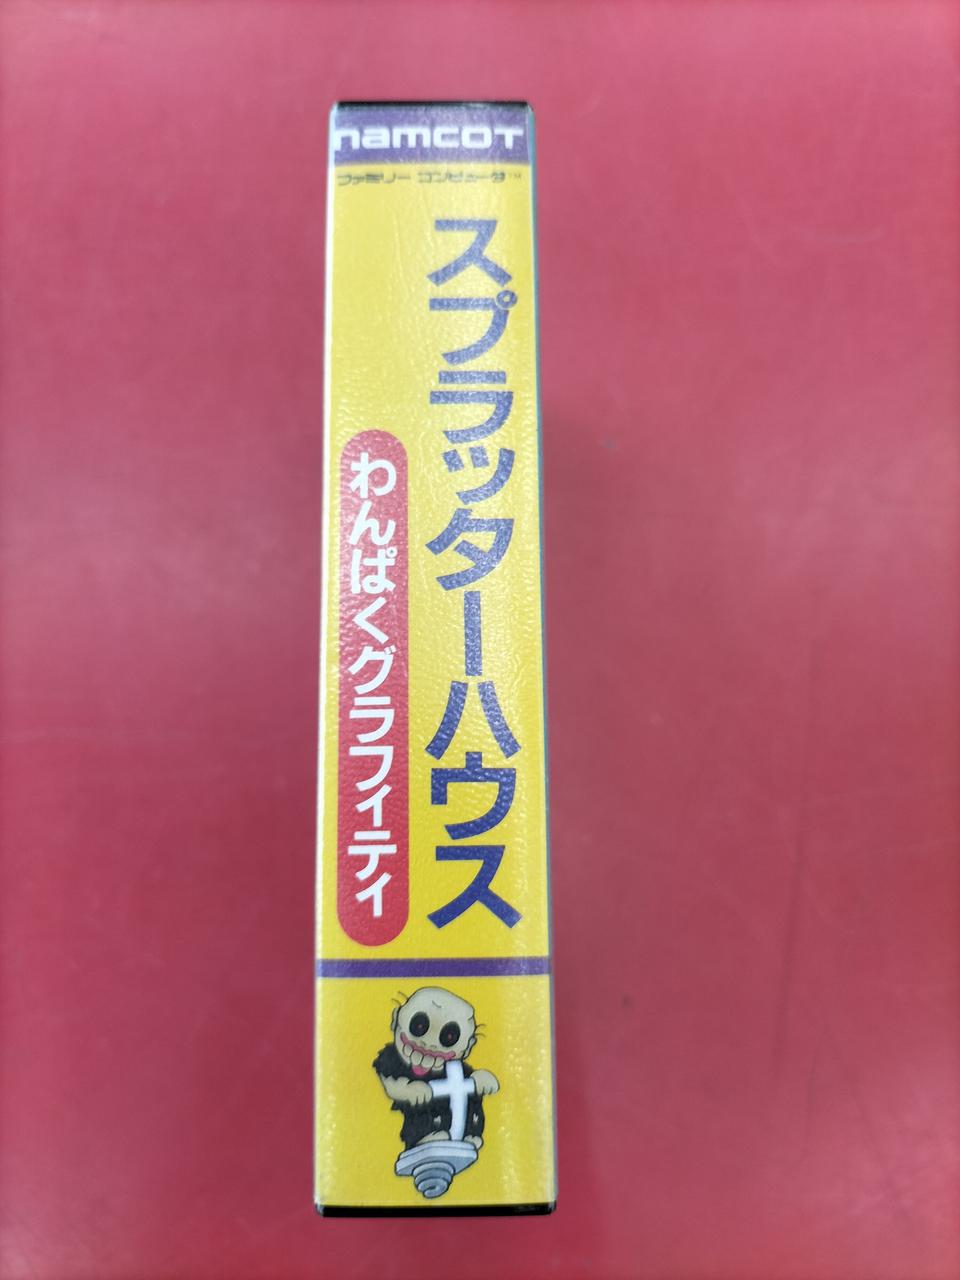 namcot
ファミリー コンピュータ™
スプラッターハウス
わんぱくグラフィティ